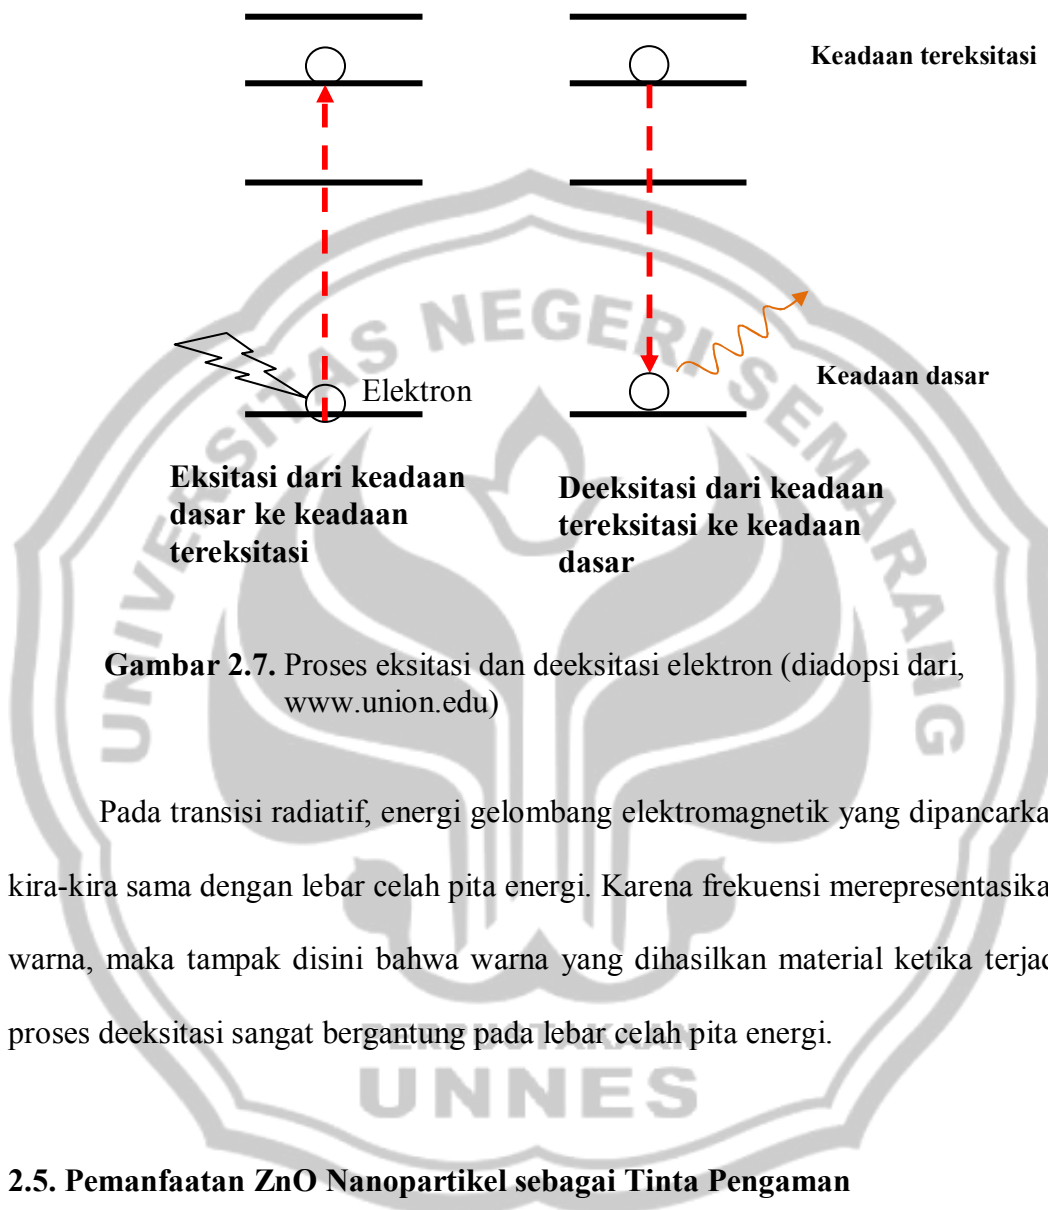 Keadaan tereksitasi
Elektron
Keadaan dasar
Eksitasi dari keadaan
dasar ke keadaan
tereksitasi
Deeksitasi dari keadaan
tereksitasi ke keadaan
dasar
Gambar 2.7. Proses eksitasi dan deeksitasi elektron (diadopsi dari,
www.union.edu)
Pada transisi radiatif, energi gelombang elektromagnetik yang dipancarka
kira-kira sama dengan lebar celah pita energi. Karena frekuensi merepresentasika
warna, maka tampak disini bahwa warna yang dihasilkan material ketika terjad
proses deeksitasi sangat bergantung pada lebar celah pita energi.
2.5. Pemanfaatan ZnO Nanopartikel sebagai Tinta Pengaman
UNIVERSITAS NEGERI SEMARANG
PERPUSTAKAAN
UNNES